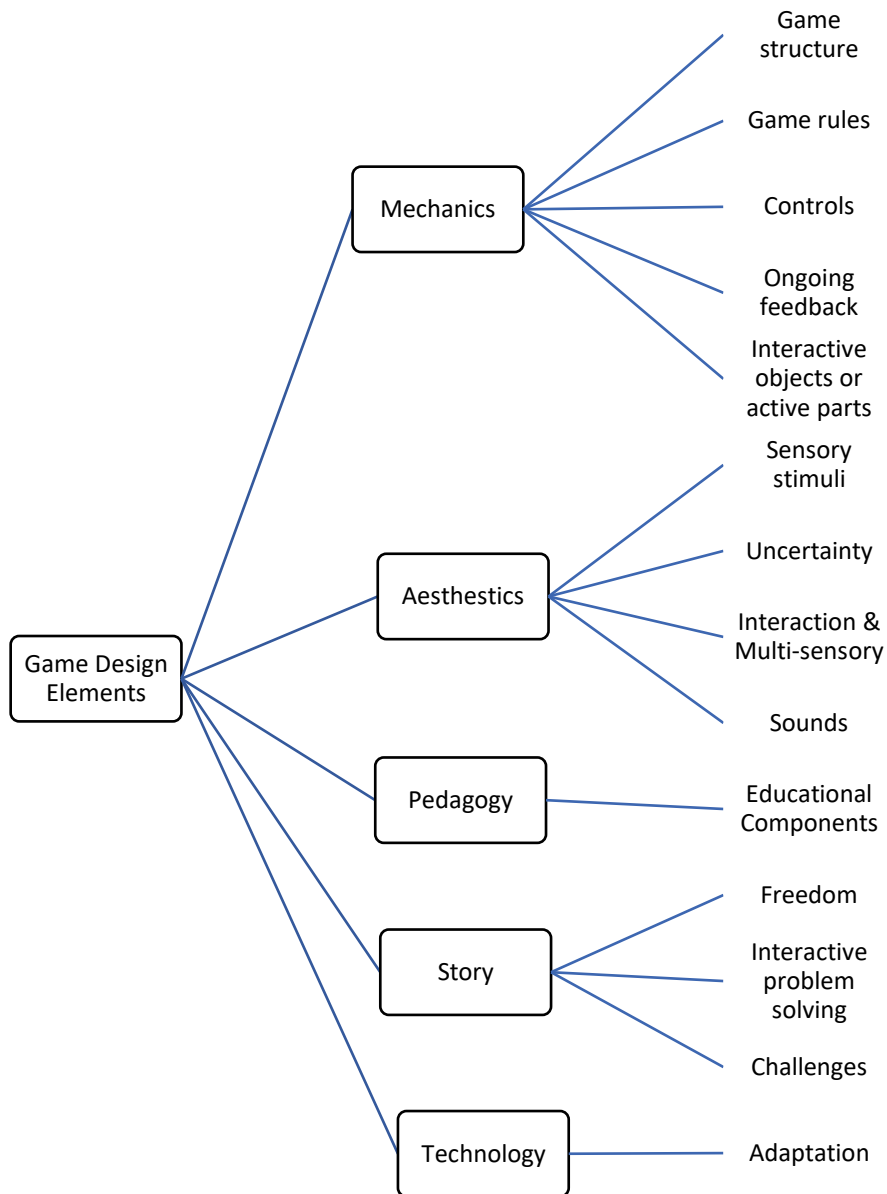 Game
structure
Game rules
Mechanics
Controls
Ongoing
feedback
Interactive
objects or
active parts
Sensory
stimuli
Uncertainty
Aesthestics
Interaction &
Multi-sensory
Game Design
Elements
Sounds
Pedagogy
Educational
Components
Freedom
Story
Interactive
problem
solving
Challenges
Technology
Adaptation